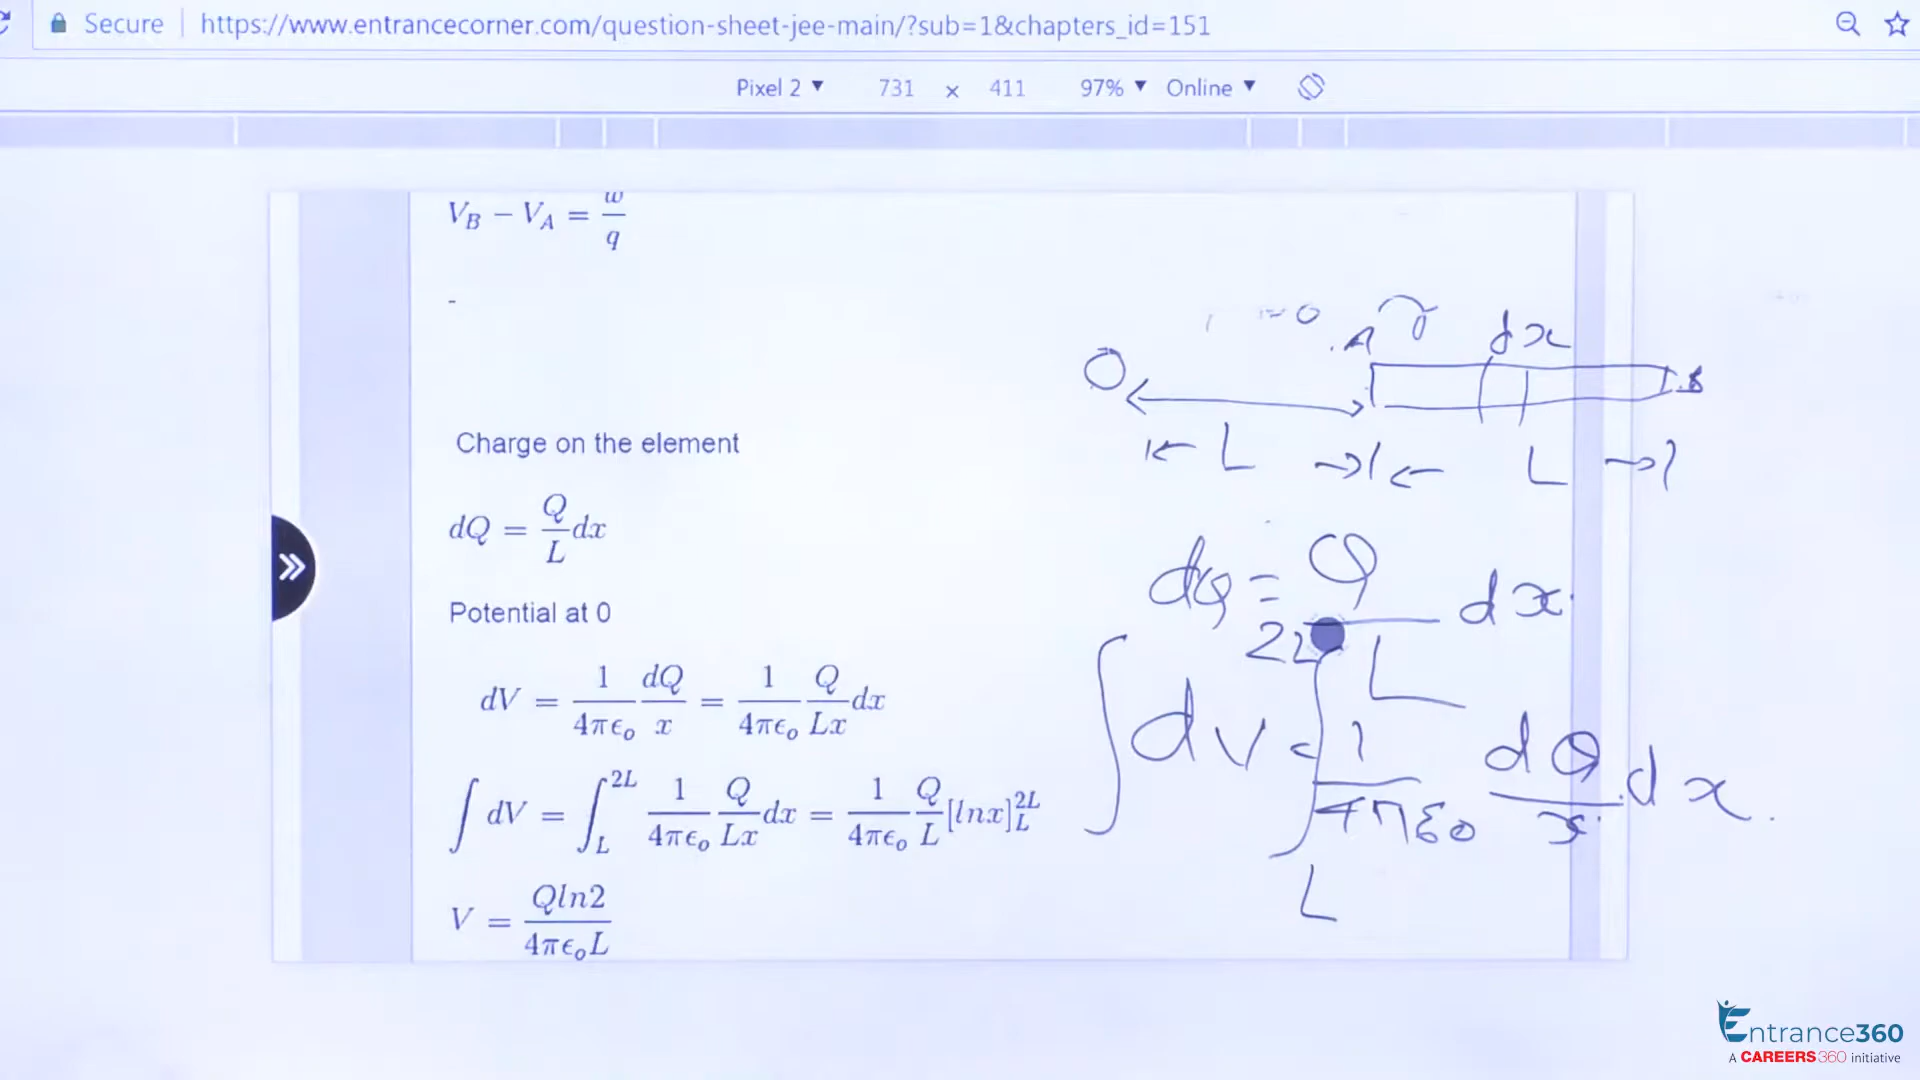 Secure | https://www.entrancecorner.com/question-sheet-jee-main/?sub=1&chapters_id=151
Pixel 2 ▼ 731 x 411 97% ▼ Online ▼
V_B − V_A = w/q
-
Charge on the element
dQ = Q/L dx
Potential at 0
dV = 1/4πϵ_o dQ/x = 1/4πϵ_o Q/Lx dx
∫ dV = ∫_L^{2L} 1/4πϵ_o Q/Lx dx = 1/4πϵ_o Q/L [lnx]_L^{2L}
V = Qln2/4πϵ_oL
A dx
O B
L L
dQ = Q/L dx
∫ dV = ∫_L^{2L} 1/4πε0 dQ/x dx.
Entrance360
A CAREERS360 initiative